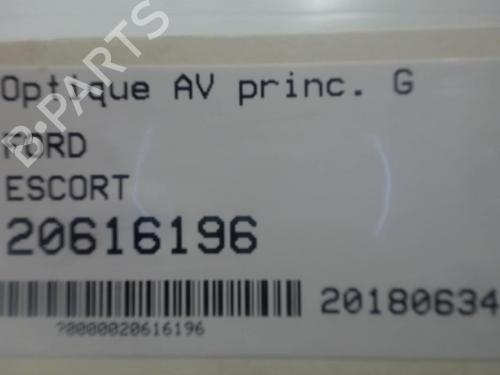 Optique AV princ. G
FORD
ESCORT
20616196
20180634
?0000020616196
B-PARTS